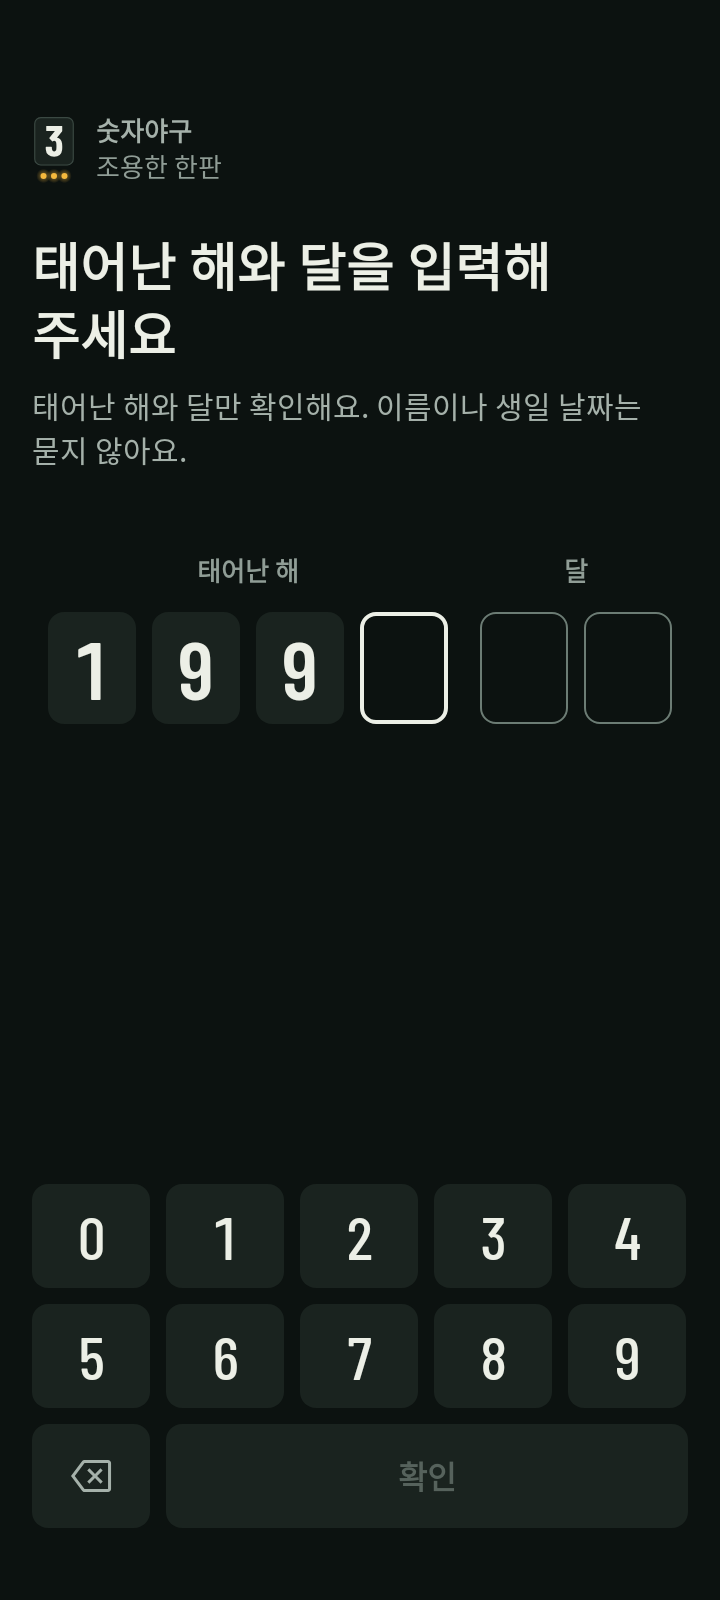 3
숫자야구
조용한 한판
태어난 해와 달을 입력해
주세요
태어난 해와 달만 확인해요. 이름이나 생일 날짜는
묻지 않아요.
태어난 해 달
1 9 9
0 1 2 3 4
5 6 7 8 9
확인